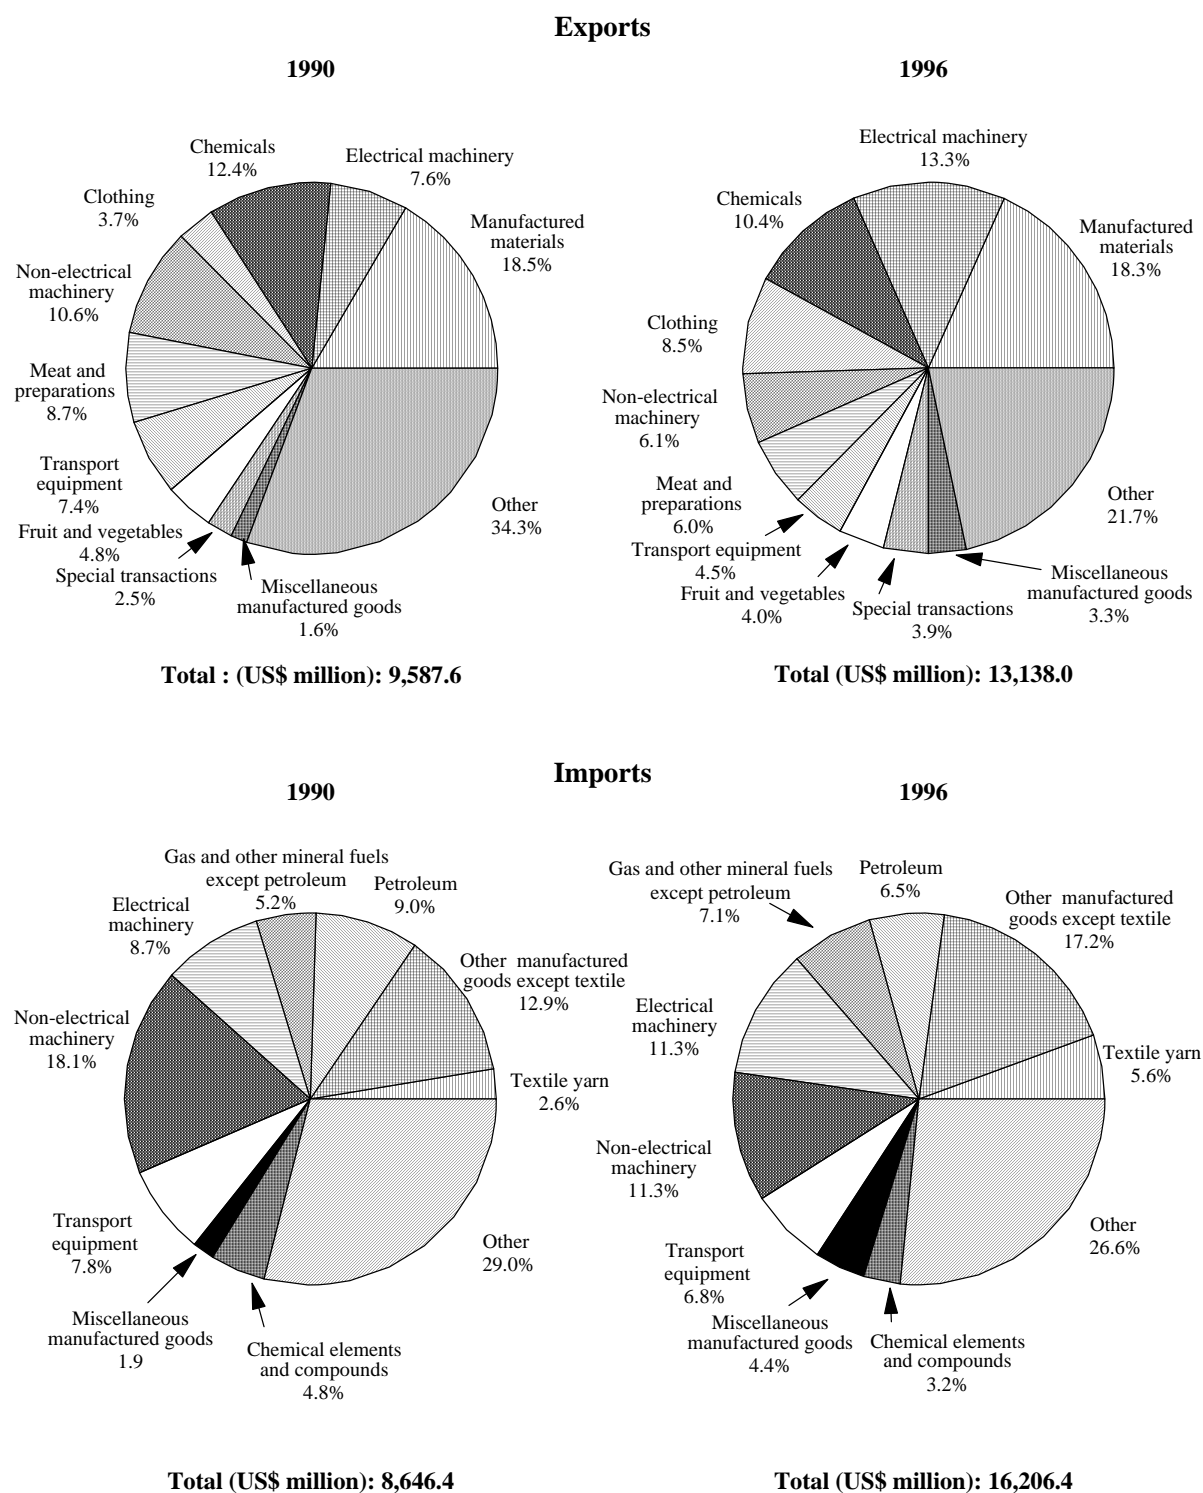 Exports
1990
Chemicals
12.4%
Electrical machinery
7.6%
Clothing
3.7%
Manufactured
materials
18.5%
Non-electrical
machinery
10.6%
Meat and
preparations
8.7%
Transport
equipment
7.4%
Other
34.3%
Fruit and vegetables
4.8%
Special transactions
2.5%
Miscellaneous
manufactured goods
1.6%
Total : (US$ million): 9,587.6
1996
Electrical machinery
13.3%
Chemicals
10.4%
Manufactured
materials
18.3%
Clothing
8.5%
Non-electrical
machinery
6.1%
Meat and
preparations
6.0%
Other
21.7%
Transport equipment
4.5%
Fruit and vegetables
4.0%
Special transactions
3.9%
Miscellaneous
manufactured goods
3.3%
Total (US$ million): 13,138.0
Imports
1990
Gas and other mineral fuels
except petroleum
5.2%
Petroleum
9.0%
Electrical
machinery
8.7%
Other manufactured
goods except textile
12.9%
Non-electrical
machinery
18.1%
Textile yarn
2.6%
Transport
equipment
7.8%
Other
29.0%
Miscellaneous
manufactured goods
1.9
Chemical elements
and compounds
4.8%
Total (US$ million): 8,646.4
1996
Gas and other mineral fuels
except petroleum
7.1%
Petroleum
6.5%
Other manufactured
goods except textile
17.2%
Electrical
machinery
11.3%
Textile yarn
5.6%
Non-electrical
machinery
11.3%
Other
26.6%
Transport
equipment
6.8%
Miscellaneous
manufactured goods
4.4%
Chemical elements
and compounds
3.2%
Total (US$ million): 16,206.4